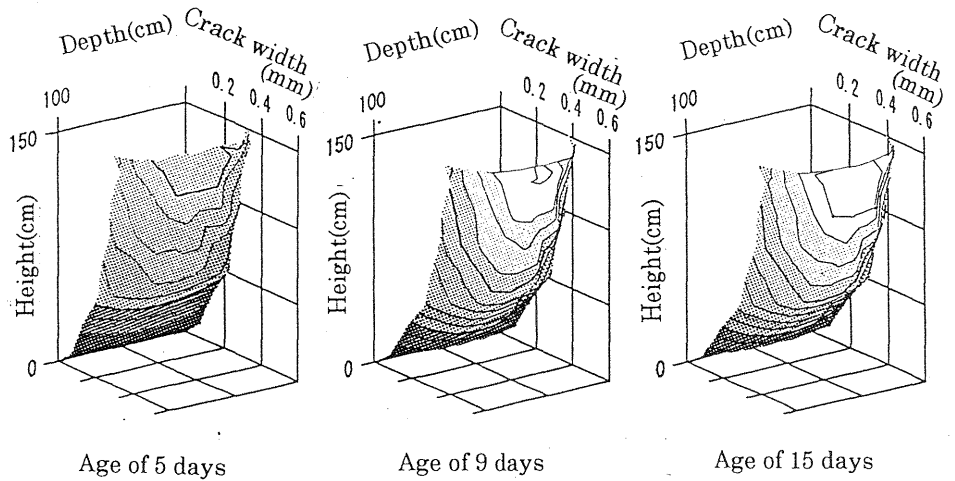 Depth(cm)
Crack width
(mm)
100
0.2
0.4
0.6
150
Height(cm)
0
Age of 5 days
Depth(cm)
Crack width
(mm)
100
0.2
0.4
0.6
150
Height(cm)
0
Age of 9 days
Depth(cm)
Crack width
(mm)
100
0.2
0.4
0.6
150
Height(cm)
0
Age of 15 days